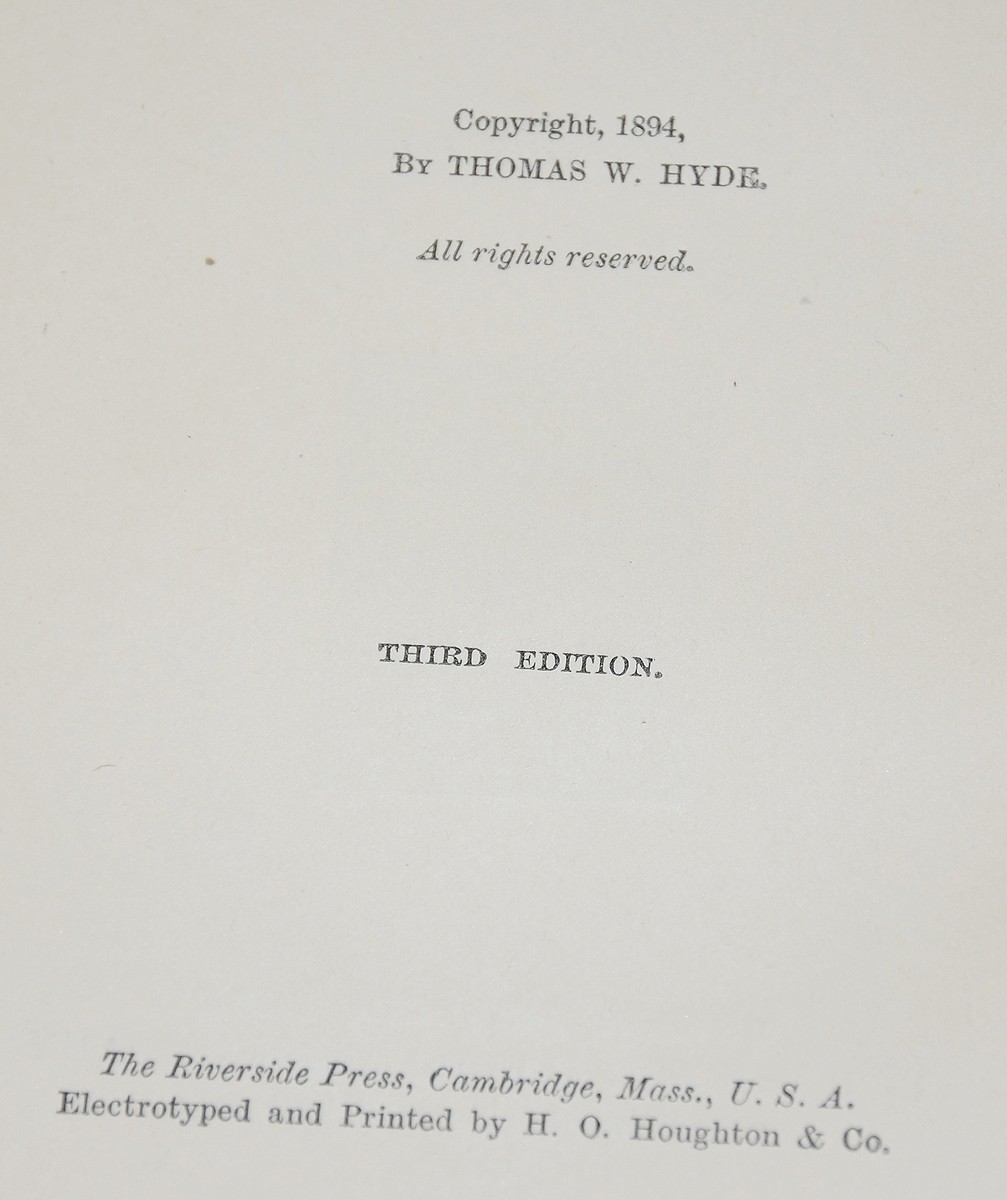 Copyright, 1894,
By THOMAS W. HYDE.
All rights reserved.
THIRD EDITION.
The Riverside Press, Cambridge, Mass., U. S. A.
Electrotyped and Printed by H. O. Houghton & Co.